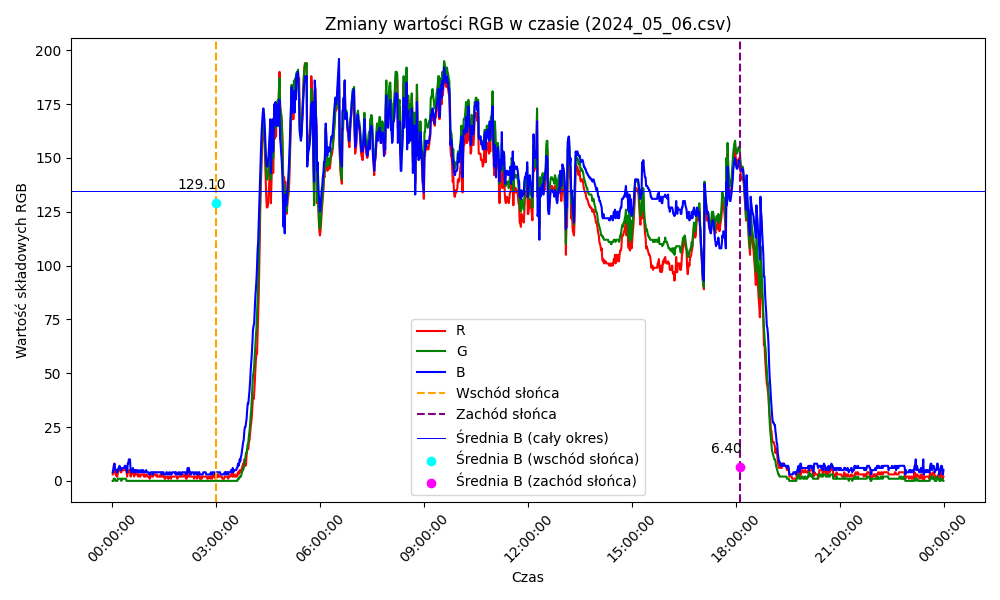 Zmiany wartości RGB w czasie (2024_05_06.csv)
200
175
150
125
100
75
50
25
0
Wartość składowych RGB
129.10
6.40
R
G
B
Wschód słońca
Zachód słońca
Średnia B (cały okres)
Średnia B (wschód słońca)
Średnia B (zachód słońca)
00:00:00
03:00:00
06:00:00
09:00:00
12:00:00
15:00:00
18:00:00
21:00:00
00:00:00
Czas